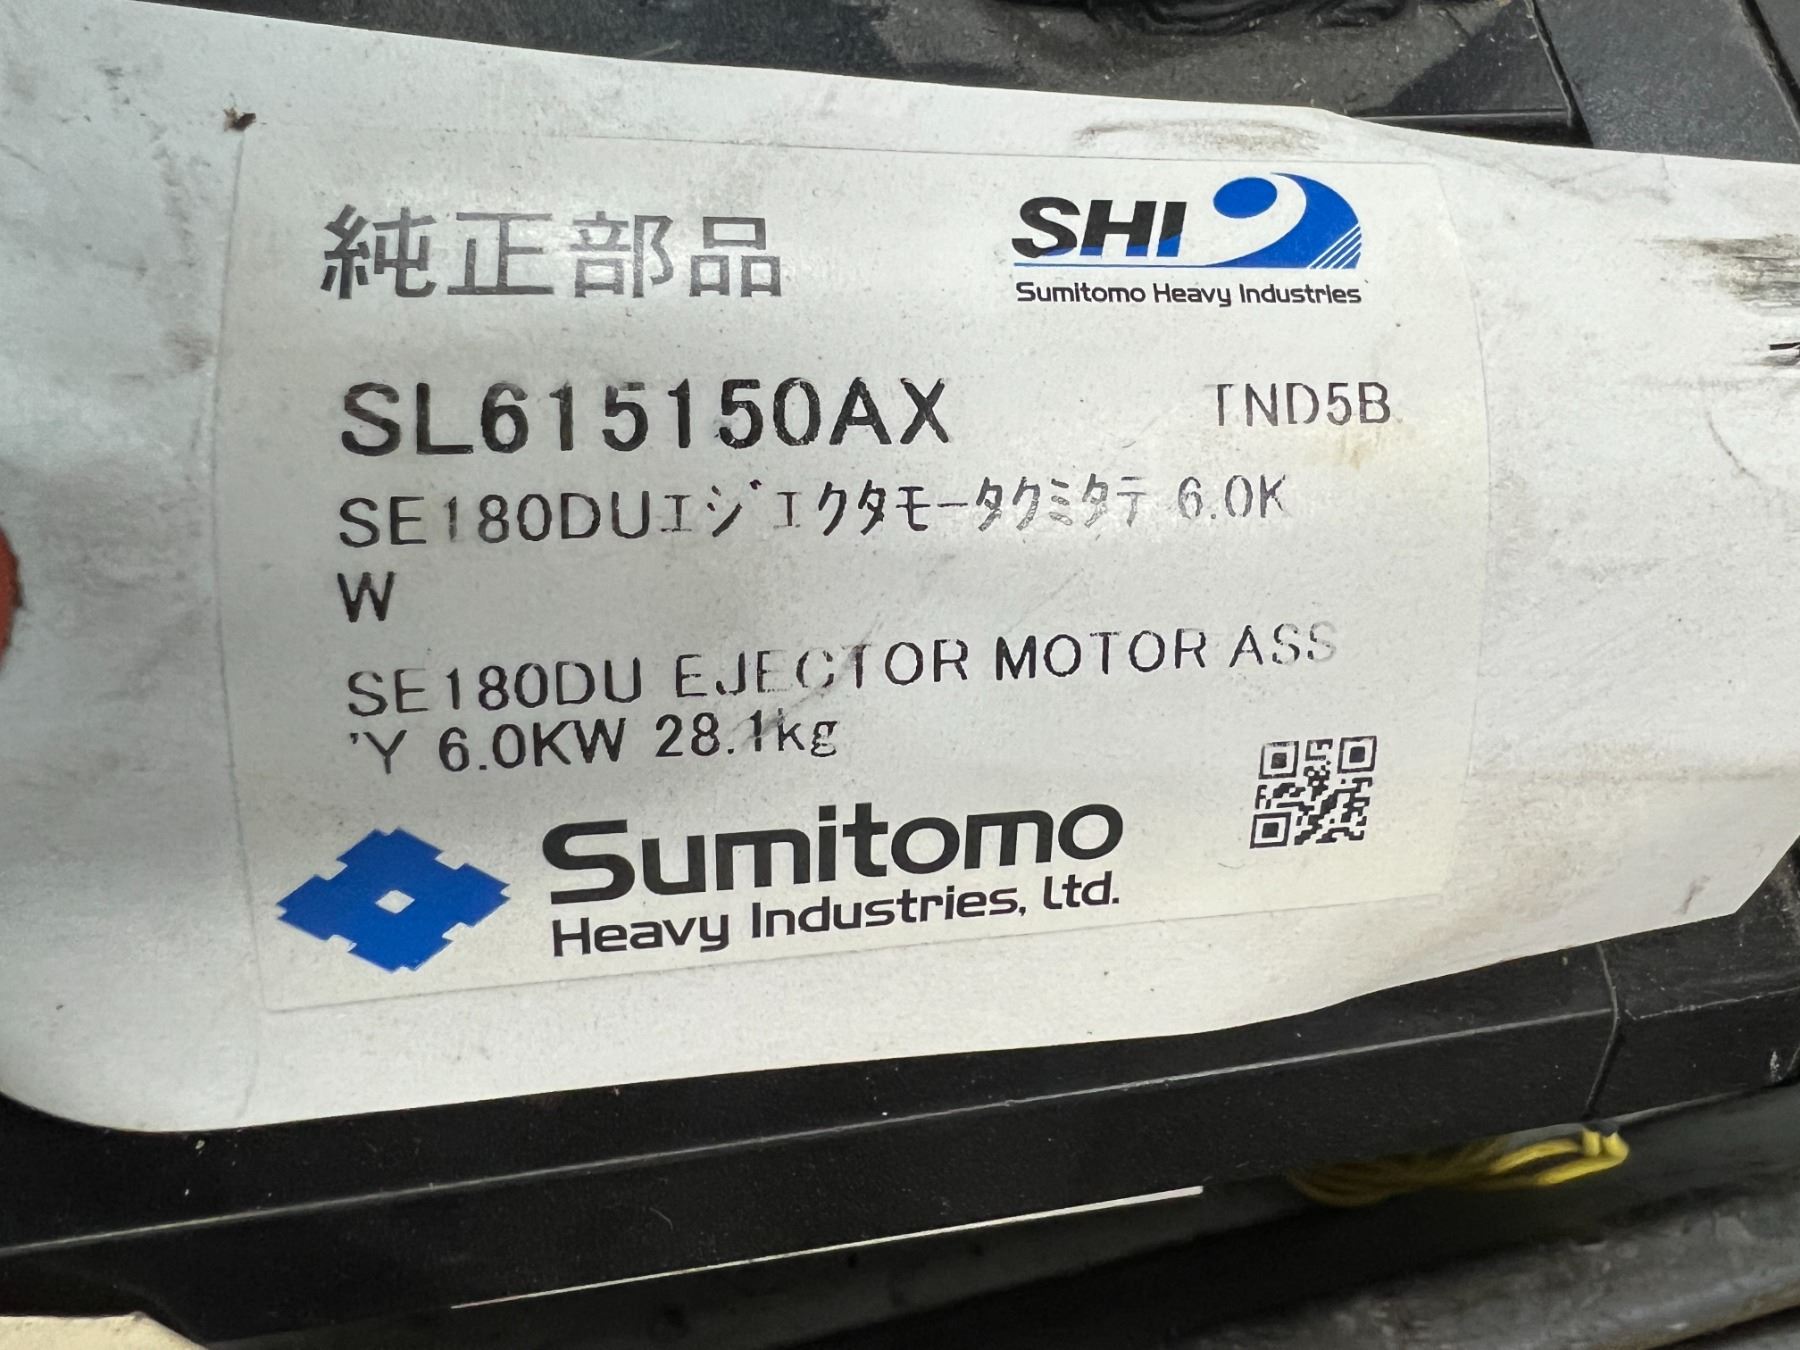 純正部品
SHI
Sumitomo Heavy Industries
SL615150AX TND5B
SE180DUエジェクタモータクミタテ 6.0K
W
SE180DU EJECTOR MOTOR ASS
'Y 6.0KW 28.1kg
Sumitomo
Heavy Industries, Ltd.